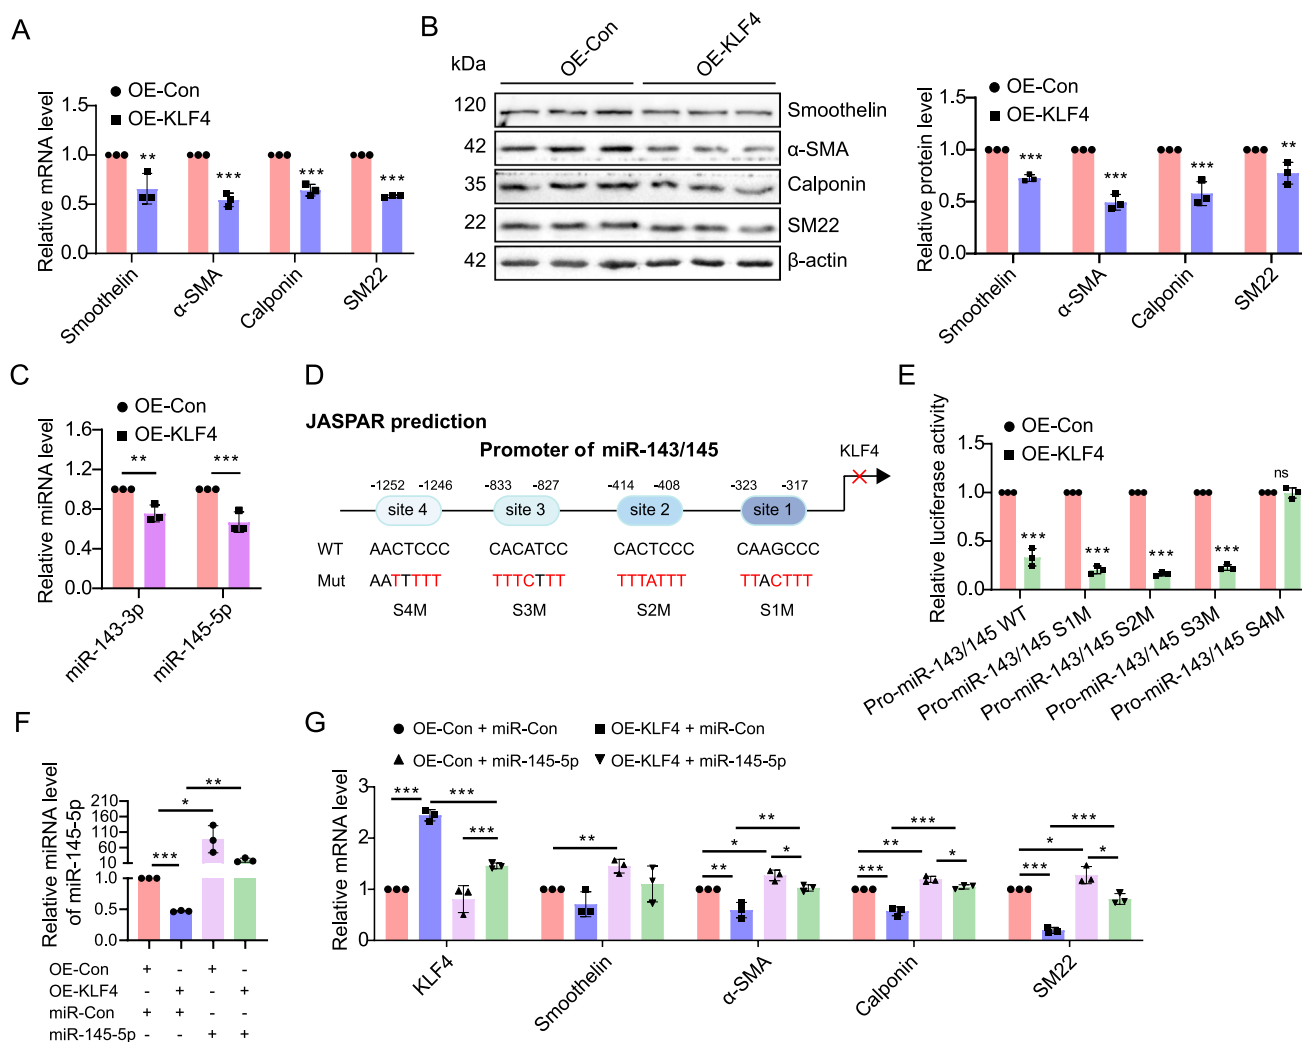 A
OE-Con
OE-KLF4
Relative mRNA level
1.5
1.0
0.5
0.0
** *** *** ***
Smoothelin α-SMA Calponin SM22
B
kDa
OE-Con OE-KLF4
120 Smoothelin
42 α-SMA
35 Calponin
22 SM22
42 β-actin
OE-Con
OE-KLF4
Relative protein level
1.5
1.0
0.5
0.0
*** *** *** **
Smoothelin α-SMA Calponin SM22
C
OE-Con
OE-KLF4
Relative miRNA level
1.6
1.2
0.8
0.4
0.0
** ***
miR-143-3p miR-145-5p
D
JASPAR prediction
Promoter of miR-143/145
KLF4
-1252 -1246 -833 -827 -414 -408 -323 -317
site 4 site 3 site 2 site 1
WT AACTCCC CACATCC CACTCCC CAAGCCC
Mut AATTTTT TTTCTTT TTTATTT TTACTTT
S4M S3M S2M S1M
E
OE-Con
OE-KLF4
Relative luciferase activity
1.5
1.0
0.5
0.0
*** *** *** *** ns
Pro-miR-143/145 WT
Pro-miR-143/145 S1M
Pro-miR-143/145 S2M
Pro-miR-143/145 S3M
Pro-miR-143/145 S4M
F
Relative miRNA level
of miR-145-5p
210
160
110
60
10
1.0
0.5
0.0
*** * **
OE-Con + - + -
OE-KLF4 - + - +
miR-Con + + - -
miR-145-5p - - + +
G
OE-Con + miR-Con OE-KLF4 + miR-Con
OE-Con + miR-145-5p OE-KLF4 + miR-145-5p
Relative mRNA level
3
2
1
0
*** *** ***
**
** * ** *
*** ** *** *
*** * *** *
KLF4 Smoothelin α-SMA Calponin SM22